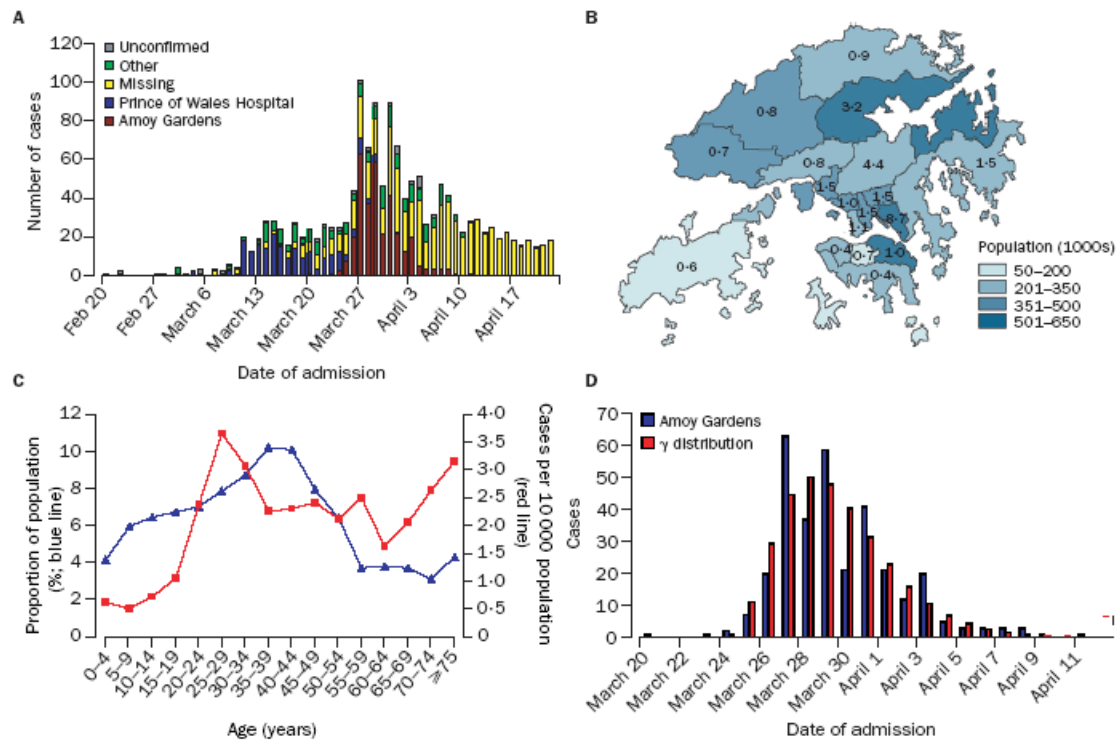 A
120
100
80
60
40
20
0
Number of cases
Unconfirmed
Other
Missing
Prince of Wales Hospital
Amoy Gardens
Feb 20
Feb 27
March 6
March 13
March 20
March 27
April 3
April 10
April 17
Date of admission
B
0·9
0·8
3·2
0·7
0·8
4·4
1·5
1·5
1·0
1·5
1·5
8·7
1·1
0·4
0·7
1·0
0·4
0·6
Population (1000s)
50–200
201–350
351–500
501–650
C
12
10
8
6
4
2
0
Proportion of population
(%; blue line)
4·0
3·5
3·0
2·5
2·0
1·5
1·0
0·5
0
Cases per 10 000 population
(red line)
0–4
5–9
10–14
15–19
20–24
25–29
30–34
35–39
40–44
45–49
50–54
55–59
60–64
65–69
70–74
≥75
Age (years)
D
70
60
50
40
30
20
10
0
Cases
Amoy Gardens
γ distribution
March 20
March 22
March 24
March 26
March 28
March 30
April 1
April 3
April 5
April 7
April 9
April 11
Date of admission